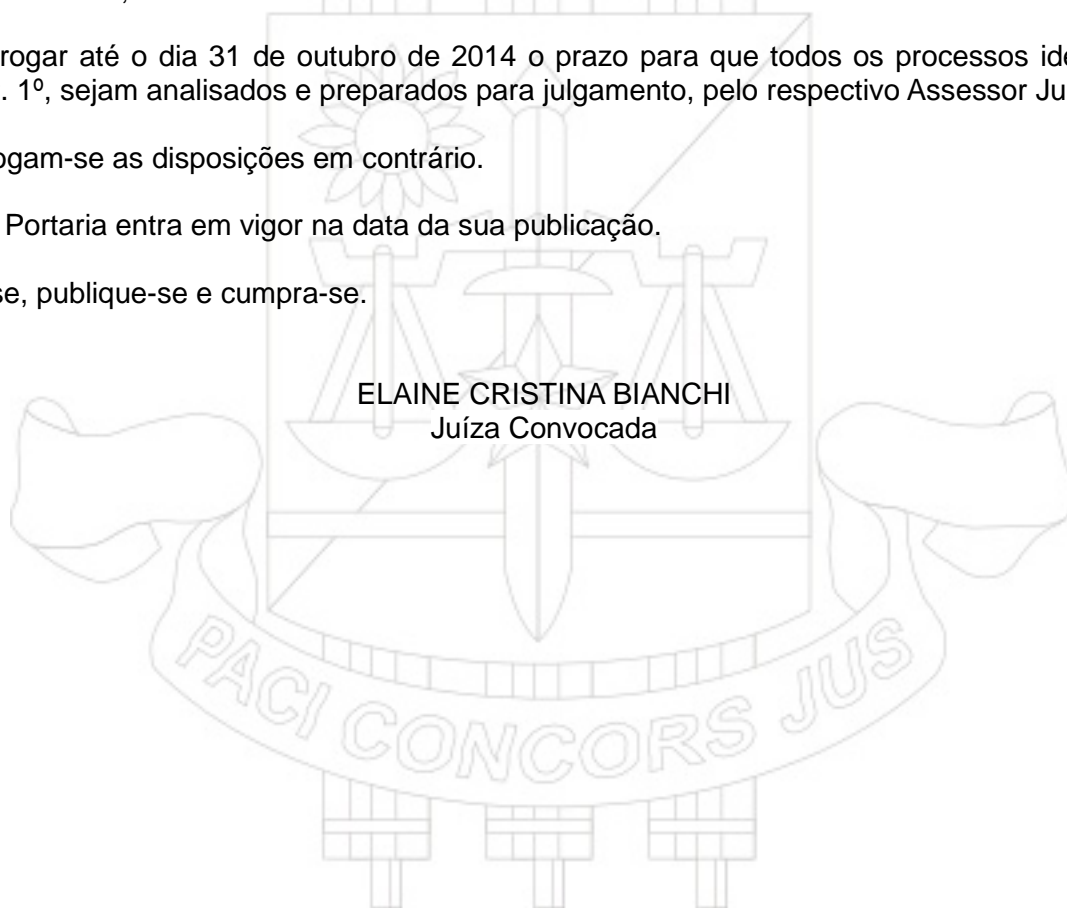 rogar até o dia 31 de outubro de 2014 o prazo para que todos os processos ide
. 1º, sejam analisados e preparados para julgamento, pelo respectivo Assessor Ju
ogam-se as disposições em contrário.
Portaria entra em vigor na data da sua publicação.
se, publique-se e cumpra-se.
ELAINE CRISTINA BIANCHI
Juíza Convocada
PACI CONCORS JUS